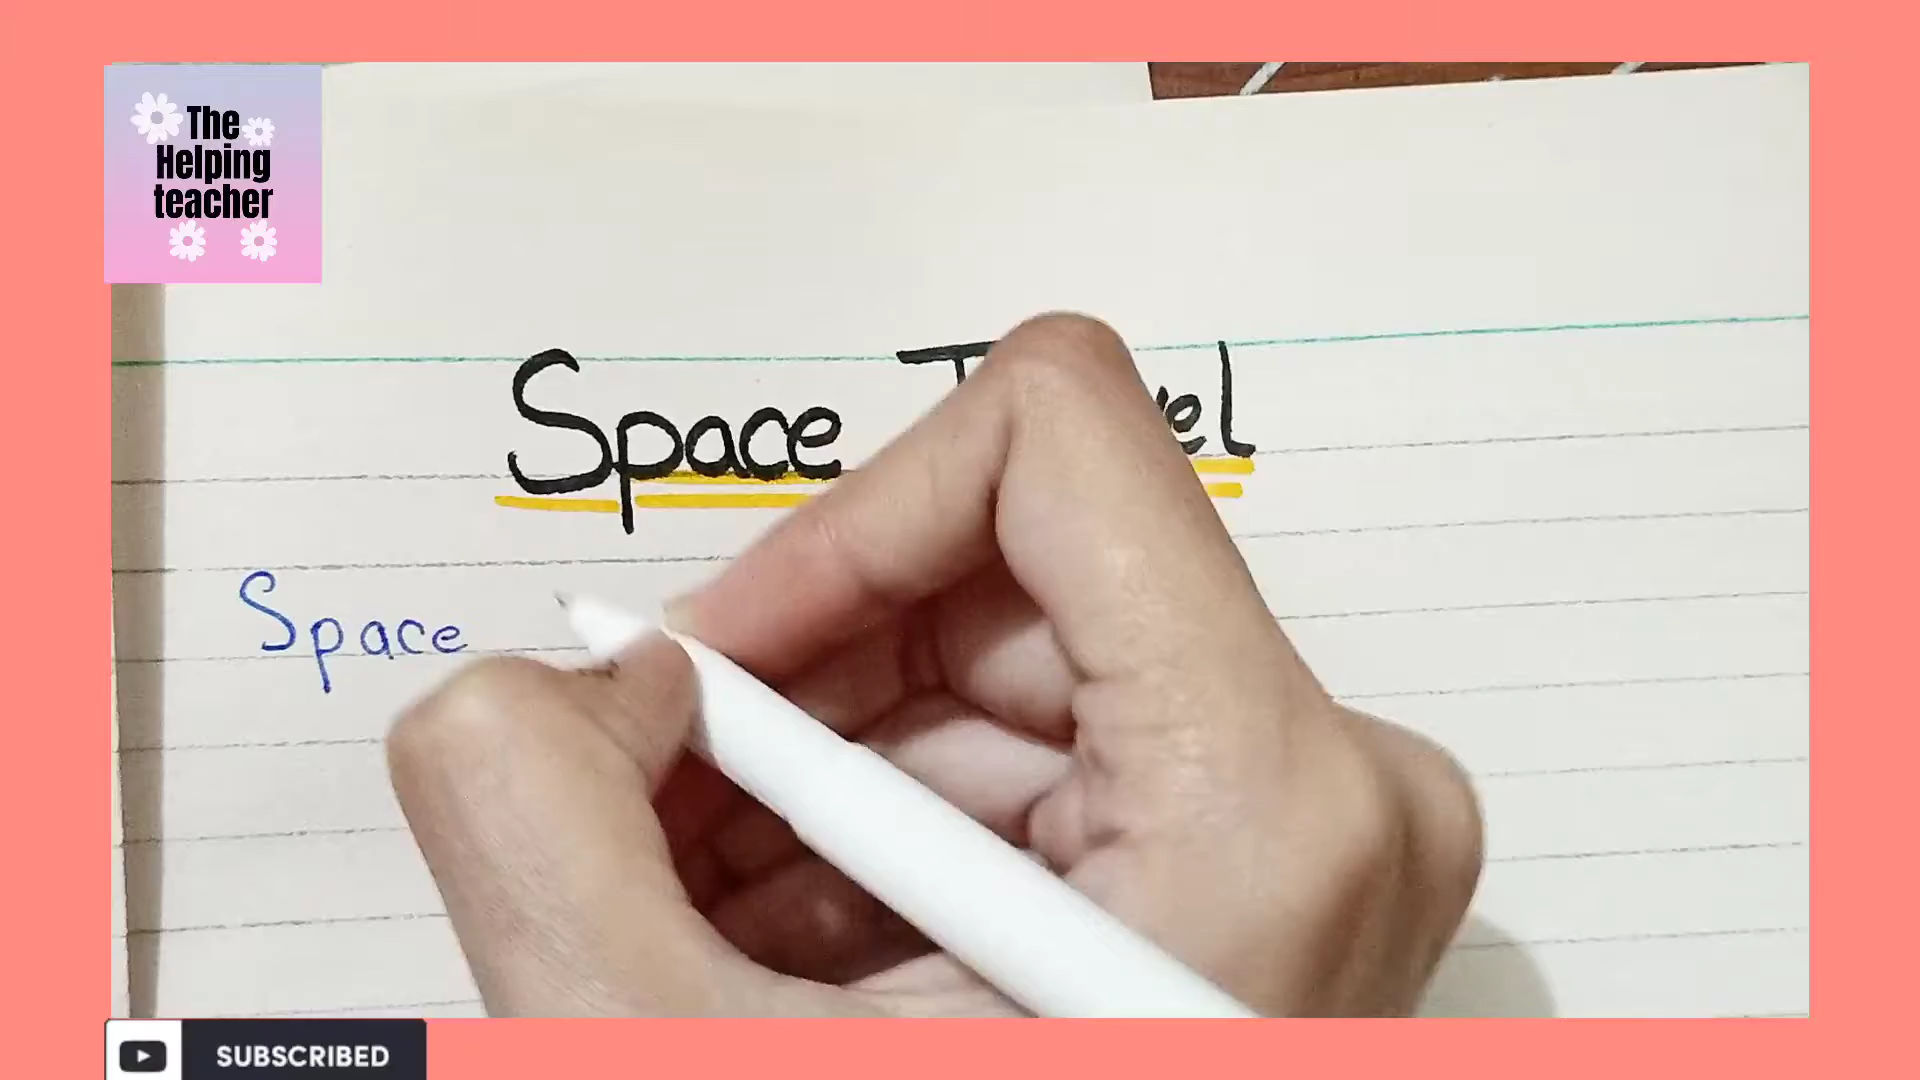 The
Helping
teacher
Space
Space
SUBSCRIBED